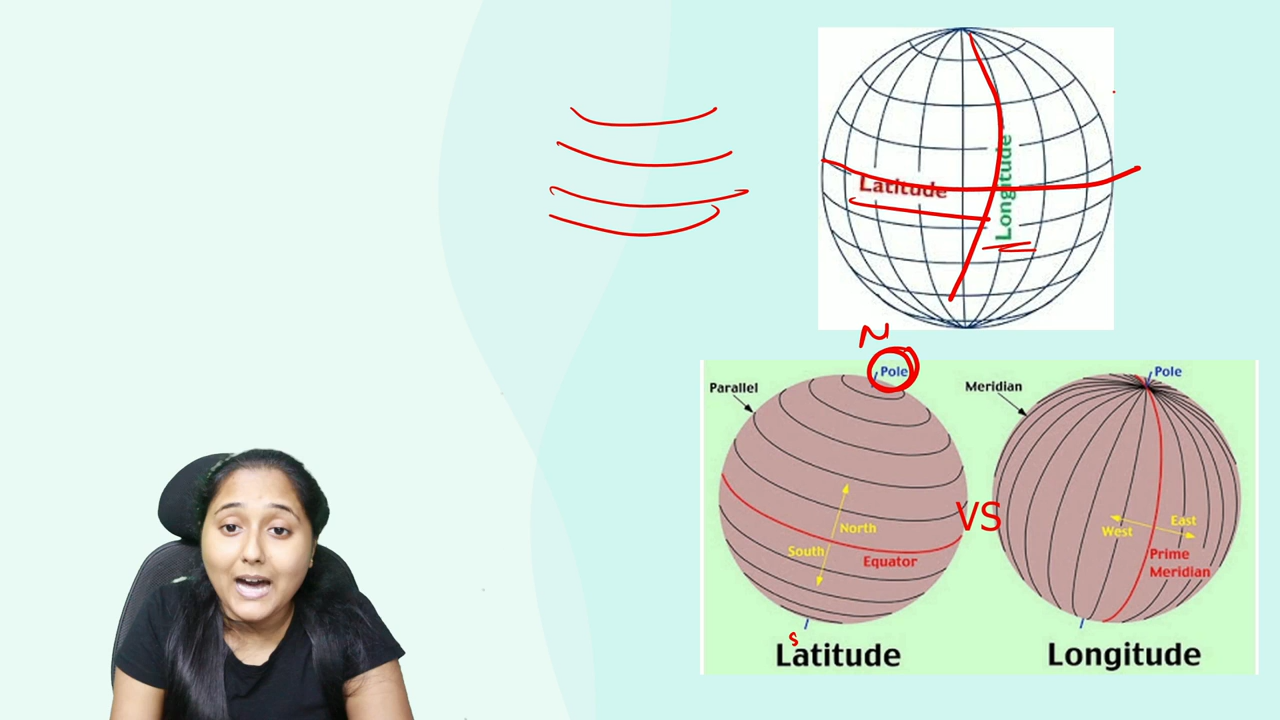 Latitude
Longitude
N
Pole
Parallel
North
South
Equator
S
Latitude
VS
Pole
Meridian
West
East
Prime
Meridian
Longitude